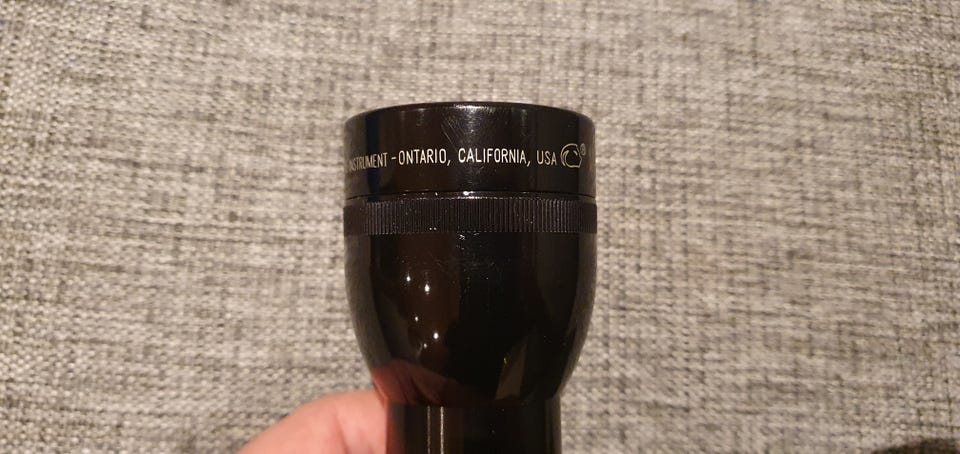 INSTRUMENT - ONTARIO, CALIFORNIA, USA ®